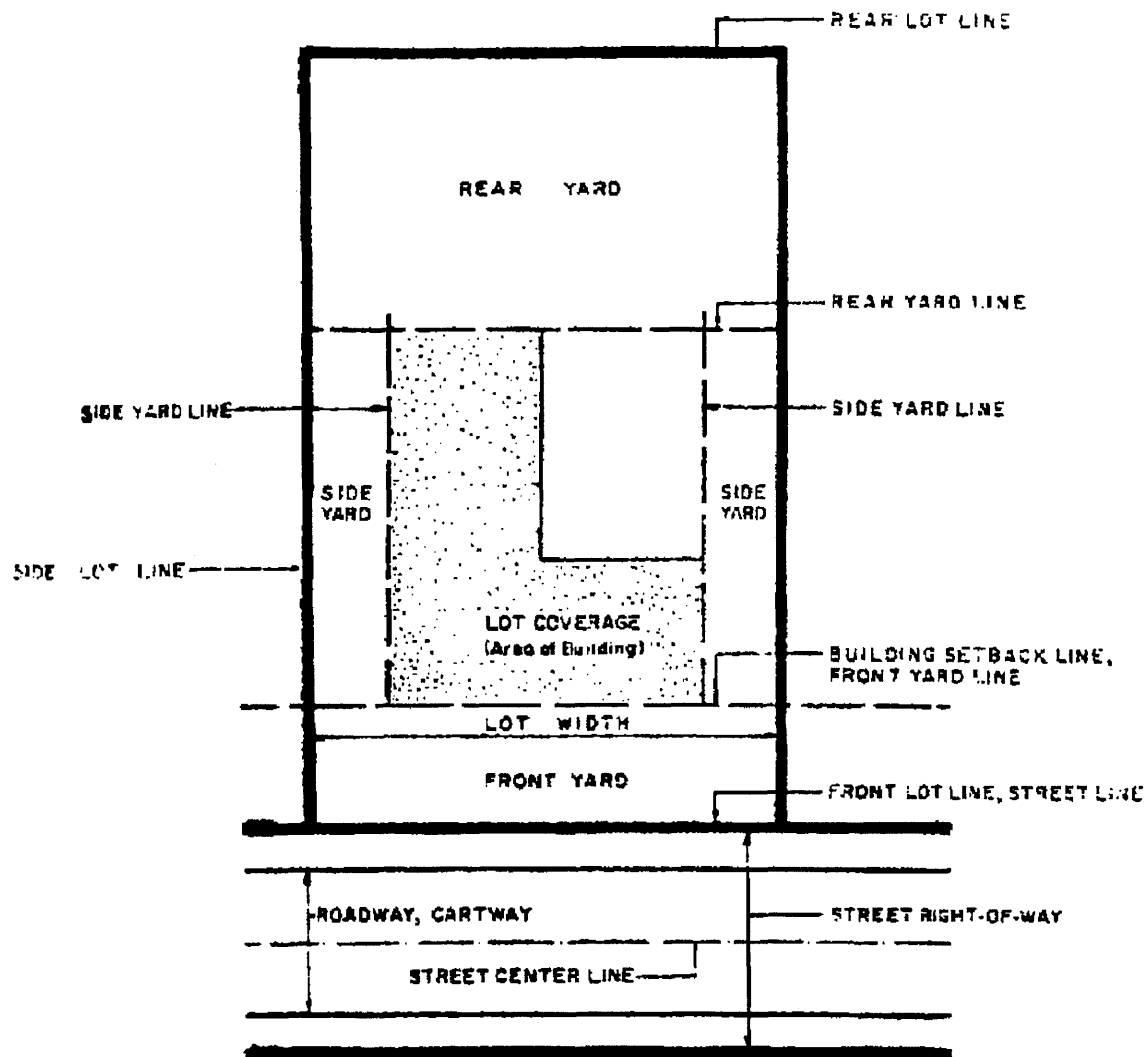 REAR LOT LINE
REAR YARD
REAR YARD LINE
SIDE YARD LINE
SIDE YARD LINE
SIDE
YARD
SIDE
YARD
SIDE LOT LINE
LOT COVERAGE
(Area of Building)
BUILDING SETBACK LINE,
FRONT YARD LINE
LOT WIDTH
FRONT YARD
FRONT LOT LINE, STREET LINE
ROADWAY, CARTWAY
STREET RIGHT-OF-WAY
STREET CENTER LINE